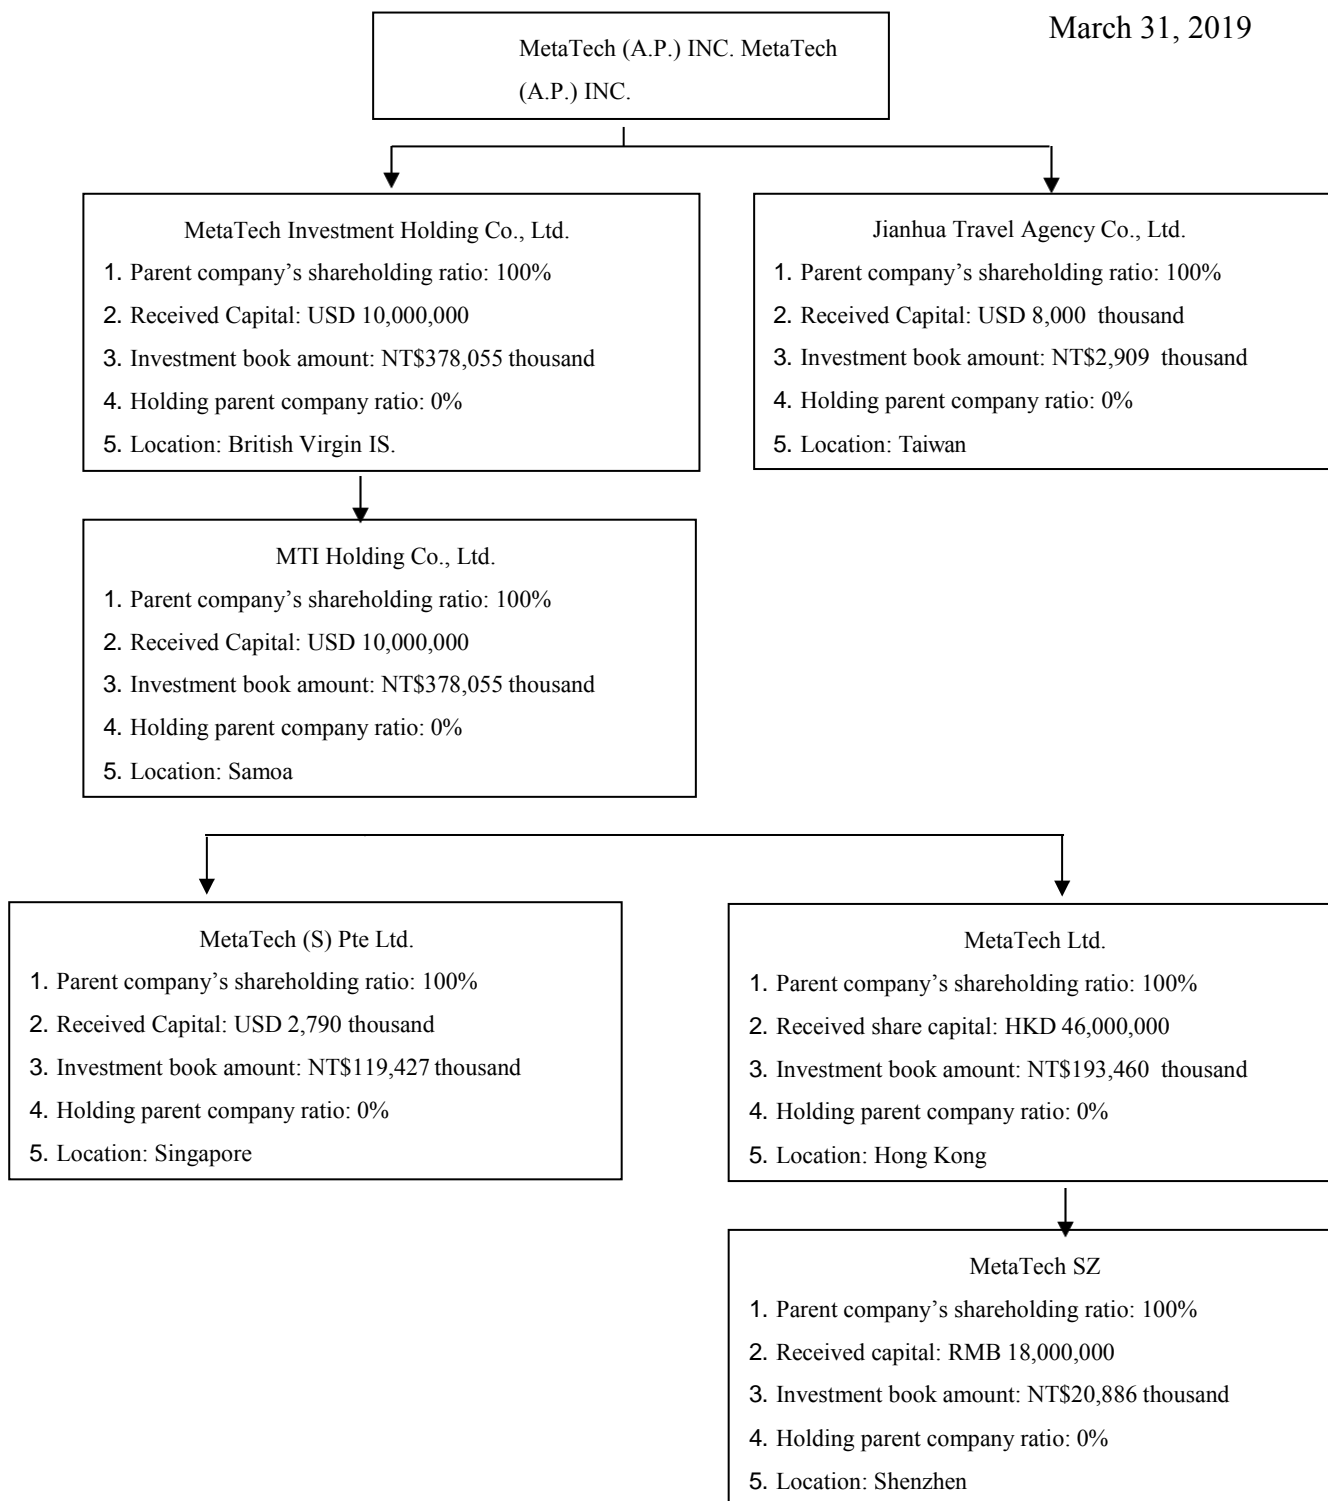 March 31, 2019
MetaTech (A.P.) INC. MetaTech
(A.P.) INC.
MetaTech Investment Holding Co., Ltd.
1. Parent company’s shareholding ratio: 100%
2. Received Capital: USD 10,000,000
3. Investment book amount: NT$378,055 thousand
4. Holding parent company ratio: 0%
5. Location: British Virgin IS.
Jianhua Travel Agency Co., Ltd.
1. Parent company’s shareholding ratio: 100%
2. Received Capital: USD 8,000 thousand
3. Investment book amount: NT$2,909 thousand
4. Holding parent company ratio: 0%
5. Location: Taiwan
MTI Holding Co., Ltd.
1. Parent company’s shareholding ratio: 100%
2. Received Capital: USD 10,000,000
3. Investment book amount: NT$378,055 thousand
4. Holding parent company ratio: 0%
5. Location: Samoa
MetaTech (S) Pte Ltd.
1. Parent company’s shareholding ratio: 100%
2. Received Capital: USD 2,790 thousand
3. Investment book amount: NT$119,427 thousand
4. Holding parent company ratio: 0%
5. Location: Singapore
MetaTech Ltd.
1. Parent company’s shareholding ratio: 100%
2. Received share capital: HKD 46,000,000
3. Investment book amount: NT$193,460 thousand
4. Holding parent company ratio: 0%
5. Location: Hong Kong
MetaTech SZ
1. Parent company’s shareholding ratio: 100%
2. Received capital: RMB 18,000,000
3. Investment book amount: NT$20,886 thousand
4. Holding parent company ratio: 0%
5. Location: Shenzhen